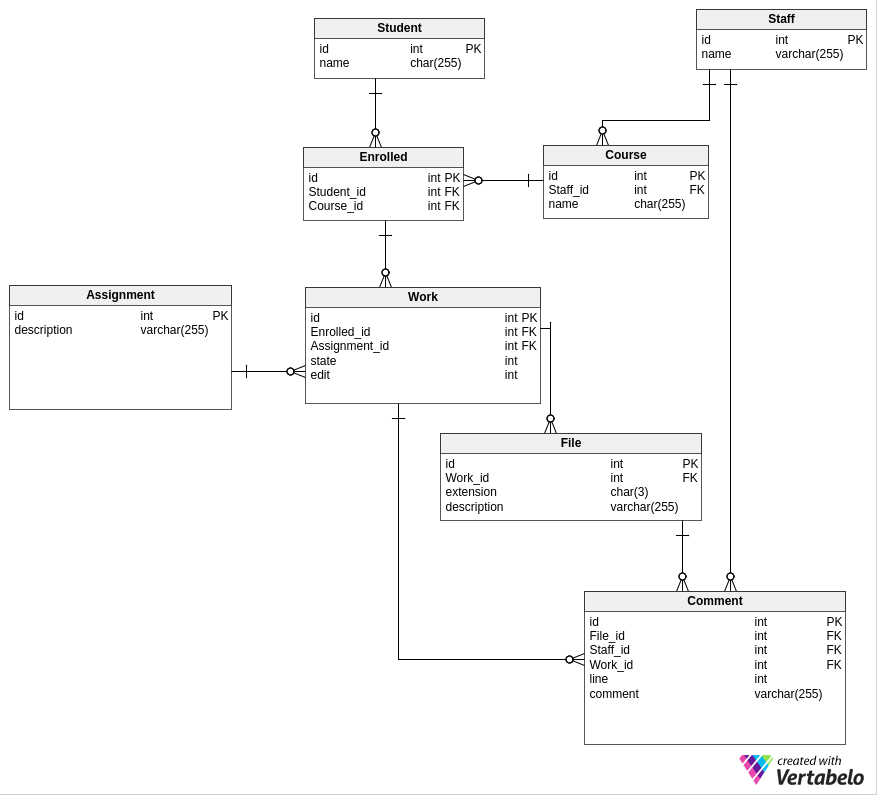 Student
id int PK
name char(255)
Staff
id int PK
name varchar(255)
Enrolled
id int PK
Student_id int FK
Course_id int FK
Course
id int PK
Staff_id int FK
name char(255)
Assignment
id int PK
description varchar(255)
Work
id int PK
Enrolled_id int FK
Assignment_id int FK
state int
edit int
File
id int PK
Work_id int FK
extension char(3)
description varchar(255)
Comment
id int PK
File_id int FK
Staff_id int FK
Work_id int FK
line int
comment varchar(255)
created with
Vertabelo